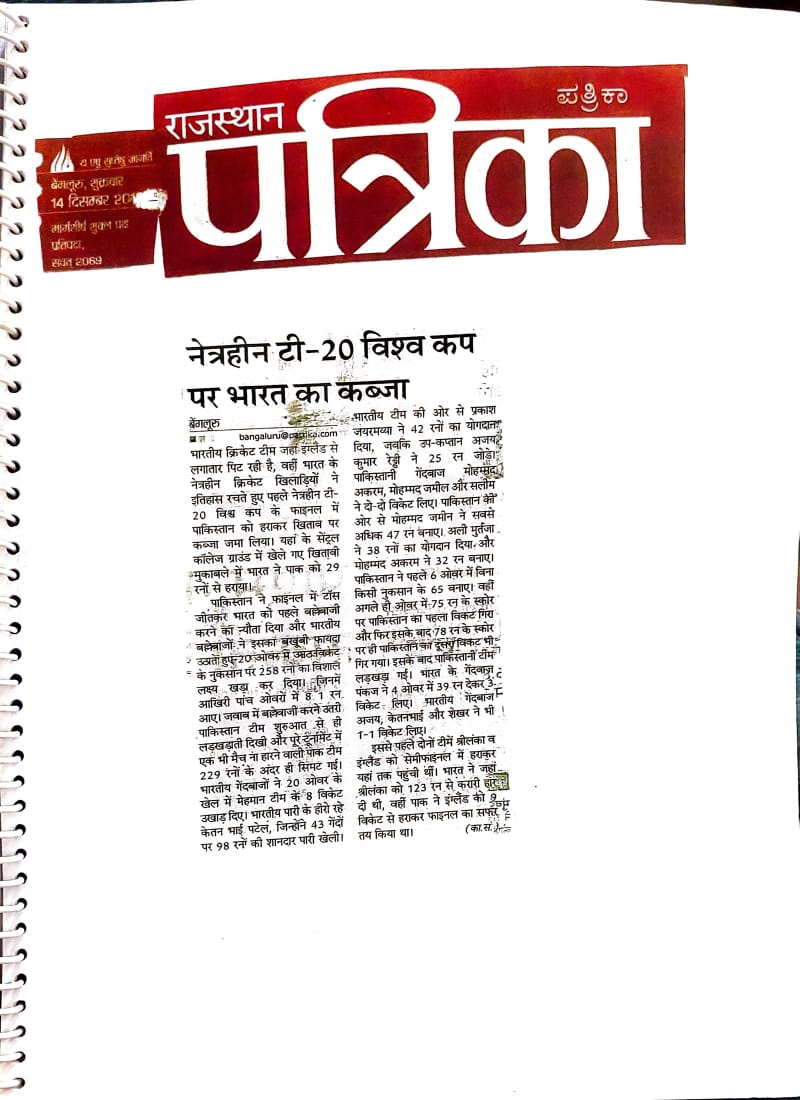 राजस्थान
ಪತ್ರಿಕಾ
पत्रिका
य एषु सुप्तेषु जागर्ति
बेंगलूरु, शुक्रवार
14 दिसम्बर
मार्गशीर्ष शुक्ल पक्ष
प्रतिपदा,
संवत् 2069
नेत्रहीन टी-20 विश्व कप
पर भारत का कब्जा
बेंगलूरु
bangaluru@patrika.com
भारतीय क्रिकेट टीम जहां इंग्लैंड से
लगातार पिट रही है, वहीं भारत के
नेत्रहीन क्रिकेट खिलाड़ियों ने
इतिहास रचते हुए पहले नेत्रहीन टी-
20 विश्व कप के फाइनल में
पाकिस्तान को हराकर खिताब पर
कब्जा जमा लिया। यहां के सेंट्रल
कॉलेज ग्राउंड में खेले गए खिताबी
मुकाबले में भारत ने पाक को 29
रनों से हराया।
पाकिस्तान ने फाइनल में टॉस
जीतकर भारत को पहले बल्लेबाजी
करने का न्यौता दिया और भारतीय
बल्लेबाजों ने इसका बखूबी फायदा
उठाते हुए 20 ओवर में आठ विकेट
के नुकसान पर 258 रनों का विशाल
लक्ष्य खड़ा कर दिया। जिनमें
आखिरी पांच ओवरों में 81 रन
आए। जवाब में बल्लेबाजी करने उतरी
पाकिस्तान टीम शुरुआत से ही
लड़खड़ाती दिखी और पूरे टूर्नामेंट में
एक भी मैच ना हारने वाली पाक टीम
229 रनों के अंदर ही सिमट गई।
भारतीय गेंदबाजों ने 20 ओवर के
खेल में मेहमान टीम के 8 विकेट
उखाड़ दिए। भारतीय पारी के हीरो रहे
केतन भाई पटेल, जिन्होंने 43 गेंदों
पर 98 रनों की शानदार पारी खेली।
भारतीय टीम की ओर से प्रकाश
जयरमय्या ने 42 रनों का योगदान
दिया, जबकि उप-कप्तान अजय
कुमार रेड्डी ने 25 रन जोड़े।
पाकिस्तानी गेंदबाज मोहम्मद
अकरम, मोहम्मद जमील और सलीम
ने दो-दो विकेट लिए। पाकिस्तान की
ओर से मोहम्मद जमीन ने सबसे
अधिक 47 रन बनाए। अली मुर्तजा
ने 38 रनों का योगदान दिया और
मोहम्मद अकरम ने 32 रन बनाए।
पाकिस्तान ने पहले 6 ओवर में बिना
किसी नुकसान के 65 बनाए। वहीं
अगले ही ओवर में 75 रन के स्कोर
पर पाकिस्तान का पहला विकेट गिरा
और फिर इसके बाद 78 रन के स्कोर
पर ही पाकिस्तान का दूसरा विकेट भी
गिर गया। इसके बाद पाकिस्तानी टीम
लड़खड़ा गई। भारत के गेंदबाज
पंकज ने 4 ओवर में 39 रन देकर 3
विकेट लिए। भारतीय गेंदबाज
अजय, केतनभाई और शेखर ने भी
1-1 विकेट लिए।
इससे पहले दोनों टीमें श्रीलंका व
इंग्लैंड को सेमीफाइनल में हराकर
यहां तक पहुंची थीं। भारत ने जहां
श्रीलंका को 123 रन से करारी हार
दी थी, वहीं पाक ने इंग्लैंड को 9
विकेट से हराकर फाइनल का सफर
तय किया था। (का.सं.)